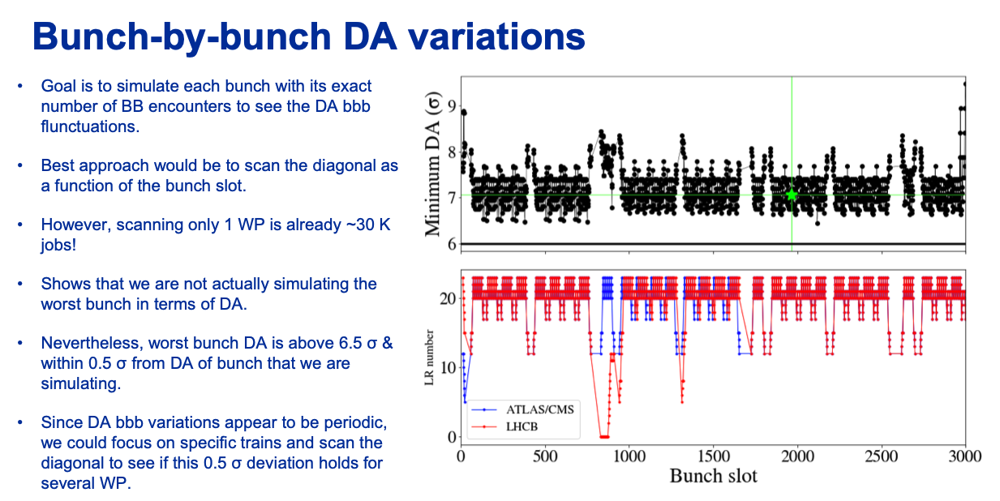 Bunch-by-bunch DA variations
• Goal is to simulate each bunch with its exact
number of BB encounters to see the DA bbb
flunctuations.
• Best approach would be to scan the diagonal as
a function of the bunch slot.
• However, scanning only 1 WP is already ~30 K
jobs!
• Shows that we are not actually simulating the
worst bunch in terms of DA.
• Nevertheless, worst bunch DA is above 6.5 σ &
within 0.5 σ from DA of bunch that we are
simulating.
• Since DA bbb variations appear to be periodic,
we could focus on specific trains and scan the
diagonal to see if this 0.5 σ deviation holds for
several WP.
Minimum DA (σ)
9
8
7
6
LR number
20
10
0
ATLAS/CMS
LHCB
0 500 1000 1500 2000 2500 3000
Bunch slot